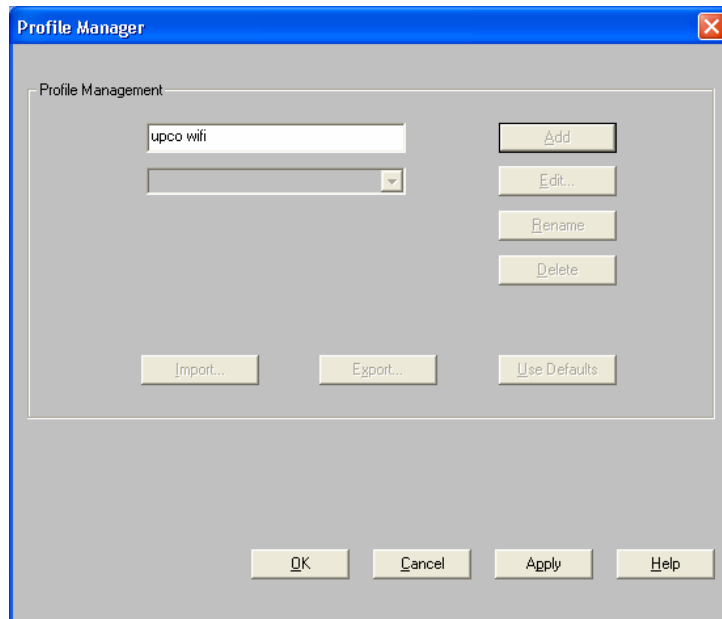 Profile Manager
Profile Management
upco wifi
Add
Edit...
Rename
Delete
Import...
Export...
Use Defaults
OK
Cancel
Apply
Help